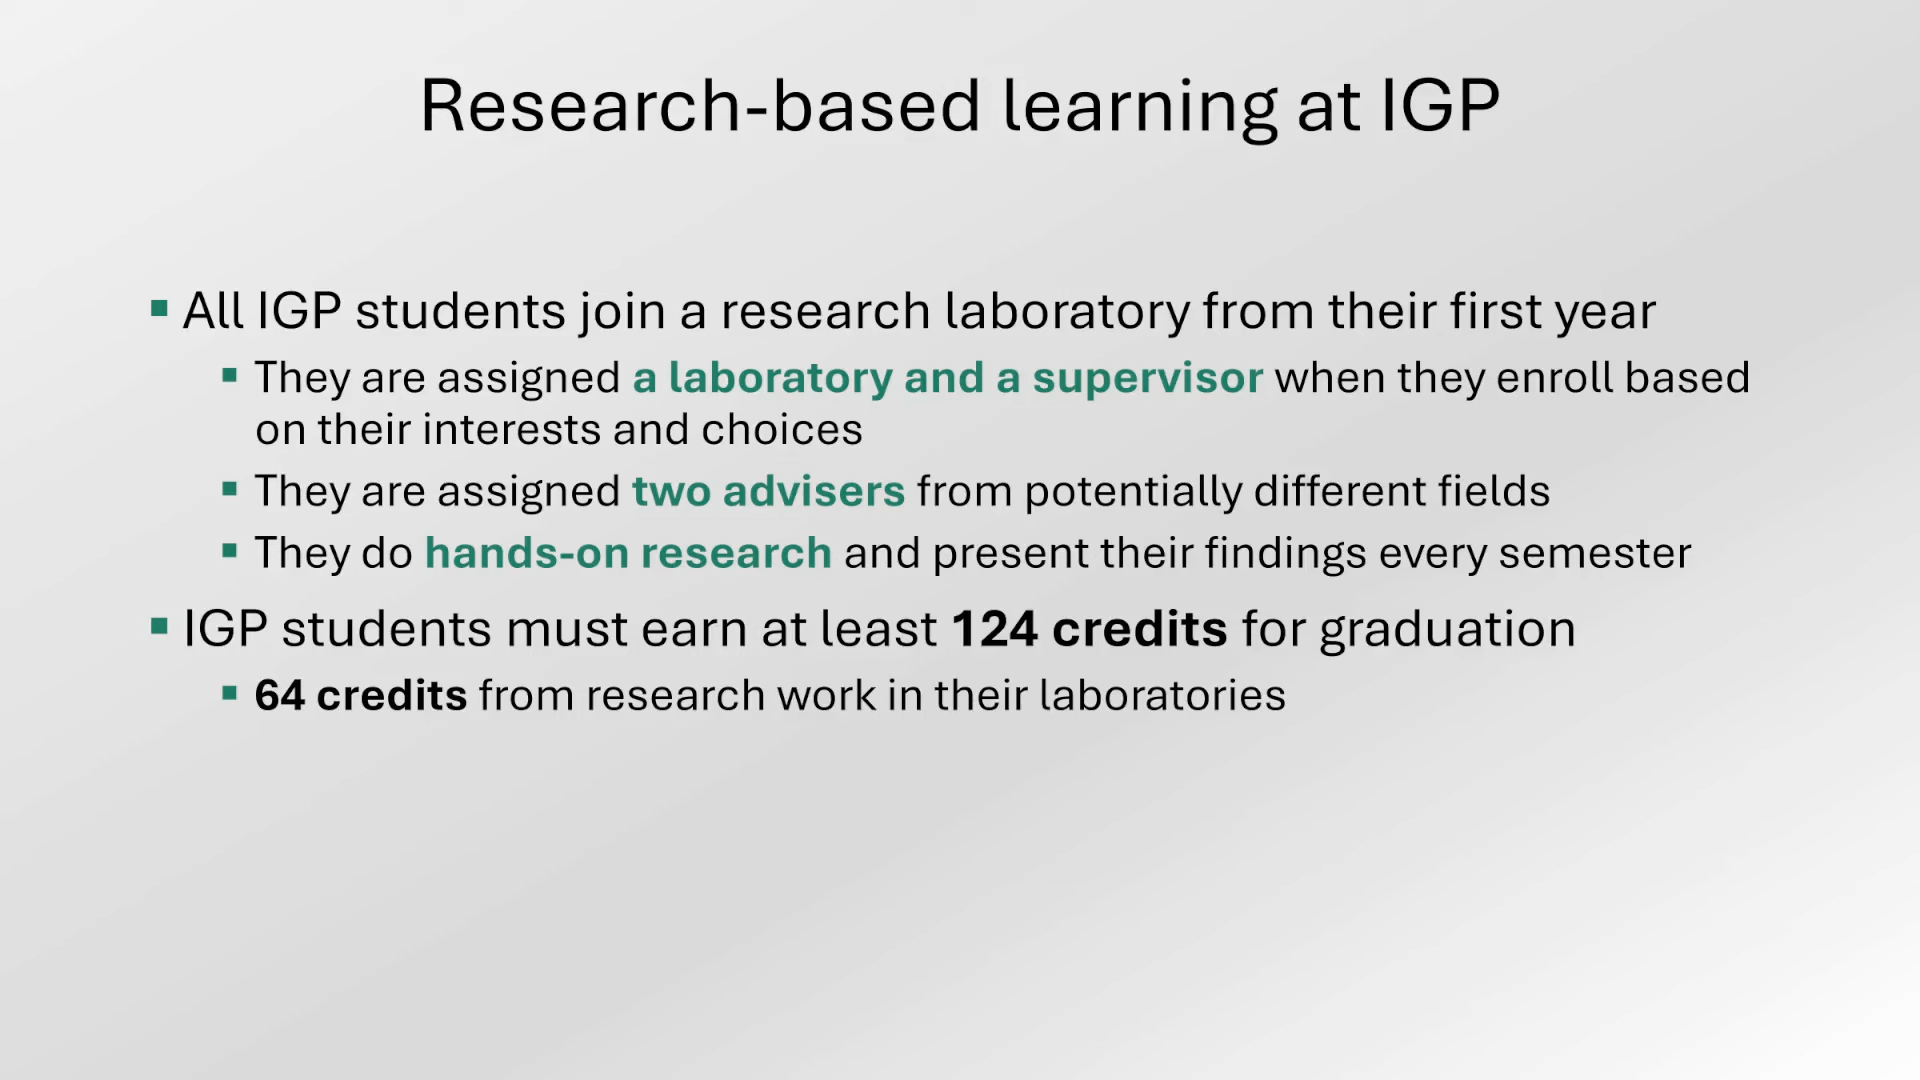 Research-based learning at IGP
▪ All IGP students join a research laboratory from their first year
▪ They are assigned a laboratory and a supervisor when they enroll based
on their interests and choices
▪ They are assigned two advisers from potentially different fields
▪ They do hands-on research and present their findings every semester
▪ IGP students must earn at least 124 credits for graduation
▪ 64 credits from research work in their laboratories